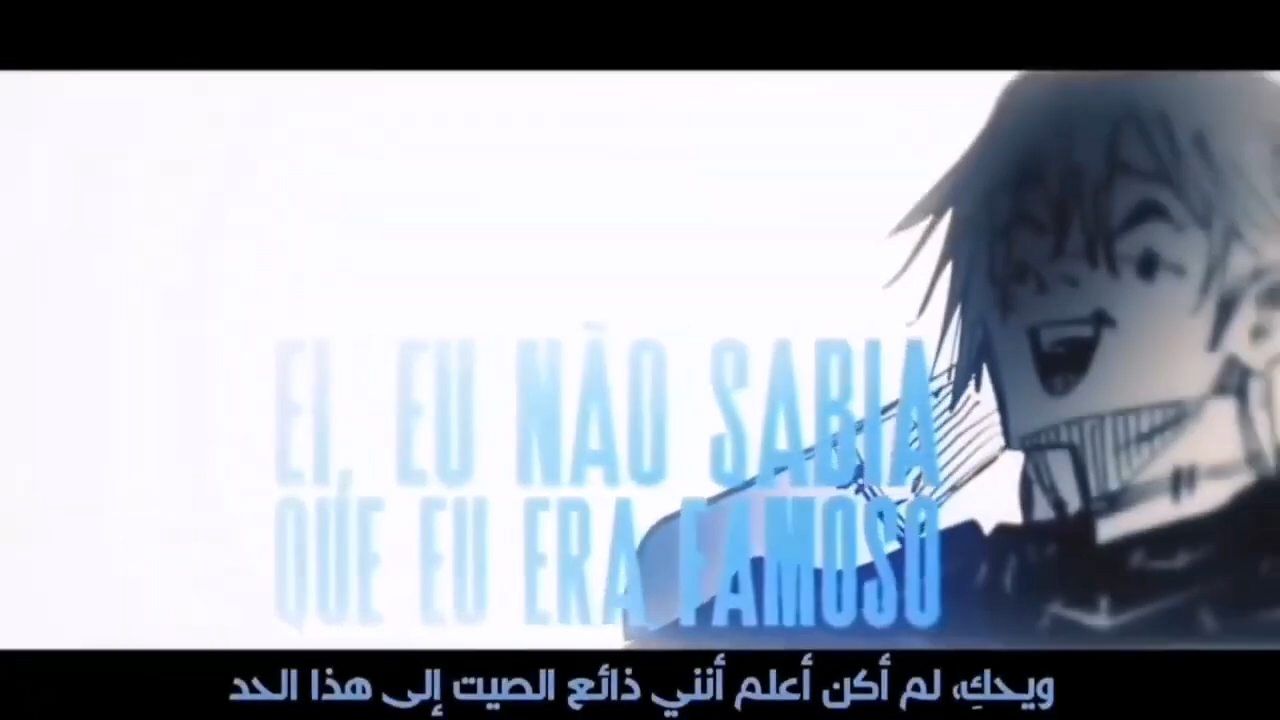 EI, EU NÃO SABIA
QUE EU ERA FAMOSO
ويحكِ، لم أكن أعلم أنني ذائع الصيت إلى هذا الحد